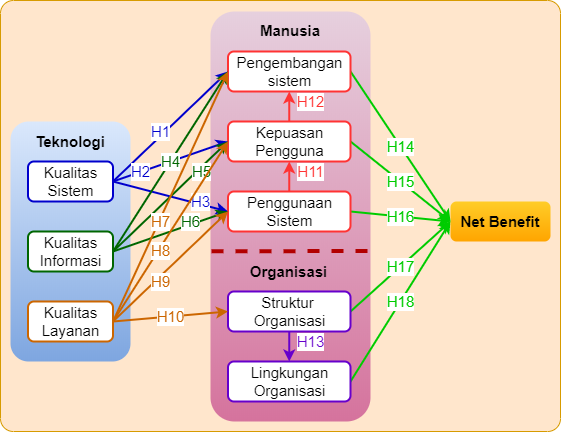 Manusia
Pengembangan
sistem
H12
Kepuasan
Pengguna
H11
Penggunaan
Sistem
Teknologi
Kualitas
Sistem
Kualitas
Informasi
Kualitas
Layanan
H1
H2
H3
H4
H5
H6
H7
H8
H9
H10
Organisasi
Struktur
Organisasi
H13
Lingkungan
Organisasi
H14
H15
H16
H17
H18
Net Benefit